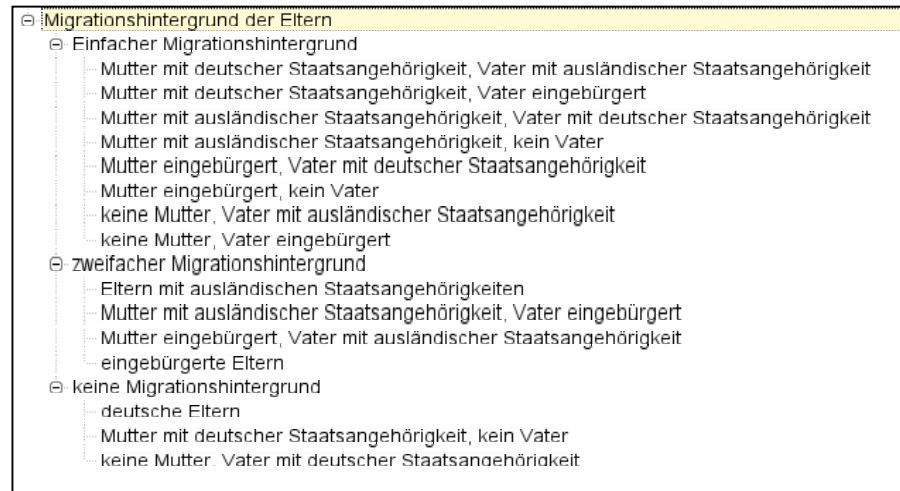 Migrationshintergrund der Eltern
Einfacher Migrationshintergrund
Mutter mit deutscher Staatsangehörigkeit, Vater mit ausländischer Staatsangehörigkeit
Mutter mit deutscher Staatsangehörigkeit, Vater eingebürgert
Mutter mit ausländischer Staatsangehörigkeit, Vater mit deutscher Staatsangehörigkeit
Mutter mit ausländischer Staatsangehörigkeit, kein Vater
Mutter eingebürgert, Vater mit deutscher Staatsangehörigkeit
Mutter eingebürgert, kein Vater
keine Mutter, Vater mit ausländischer Staatsangehörigkeit
keine Mutter, Vater eingebürgert
zweifacher Migrationshintergrund
Eltern mit ausländischen Staatsangehörigkeiten
Mutter mit ausländischer Staatsangehörigkeit, Vater eingebürgert
Mutter eingebürgert, Vater mit ausländischer Staatsangehörigkeit
eingebürgerte Eltern
keine Migrationshintergrund
deutsche Eltern
Mutter mit deutscher Staatsangehörigkeit, kein Vater
keine Mutter, Vater mit deutscher Staatsangehörigkeit